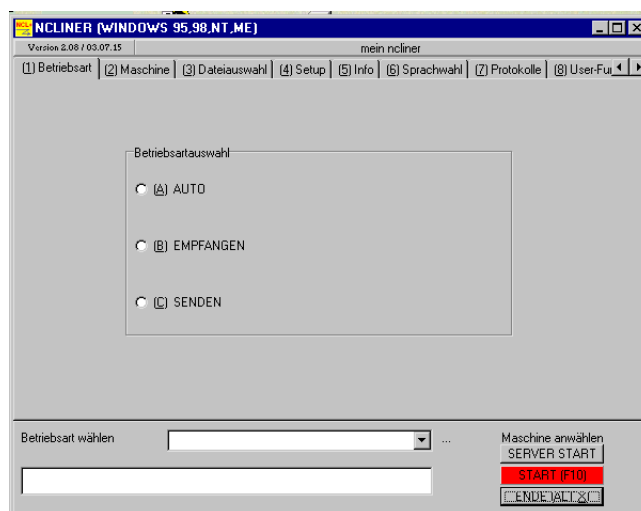 NCLINER (WINDOWS 95,98,NT,ME)
Version 2.08 / 03.07.15 mein ncliner
(1) Betriebsart (2) Maschine (3) Dateiauswahl (4) Setup (5) Info (6) Sprachwahl (7) Protokolle (8) User-Fu
Betriebsartauswahl
(A) AUTO
(B) EMPFANGEN
(C) SENDEN
Betriebsart wählen ... Maschine anwählen
SERVER START
START (F10)
ENDE (ALT X)